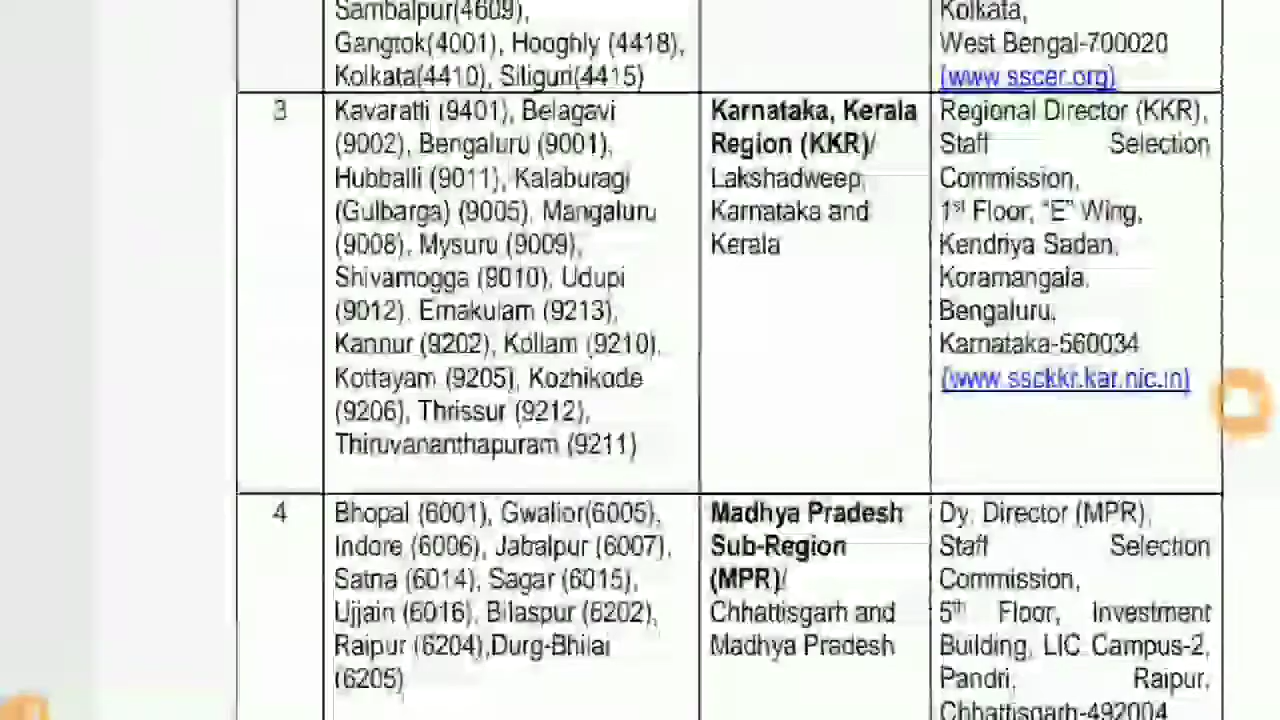 Sambalpur(4609),
Gangtok(4001), Hooghly (4418),
Kolkata(4410), Siliguri(4415)
Kolkata,
West Bengal-700020
(www.sscer.org)
3
Kavaratti (9401), Belagavi
(9002), Bengaluru (9001),
Hubballi (9011), Kalaburagi
(Gulbarga) (9005), Mangaluru
(9008), Mysuru (9009),
Shivamogga (9010), Udupi
(9012), Ernakulam (9213),
Kannur (9202), Kollam (9210),
Kottayam (9205), Kozhikode
(9206), Thrissur (9212),
Thiruvananthapuram (9211)
Karnataka, Kerala
Region (KKR)/
Lakshadweep,
Karnataka and
Kerala
Regional Director (KKR),
Staff Selection
Commission,
1st Floor, “E” Wing,
Kendriya Sadan,
Koramangala,
Bengaluru,
Karnataka-560034
(www.ssckkr.kar.nic.in)
4
Bhopal (6001), Gwalior(6005),
Indore (6006), Jabalpur (6007),
Satna (6014), Sagar (6015),
Ujjain (6016), Bilaspur (6202),
Raipur (6204),Durg-Bhilai
(6205)
Madhya Pradesh
Sub-Region
(MPR)/
Chhattisgarh and
Madhya Pradesh
Dy. Director (MPR),
Staff Selection
Commission,
5th Floor, Investment
Building, LIC Campus-2,
Pandri, Raipur,
Chhattisgarh-492004